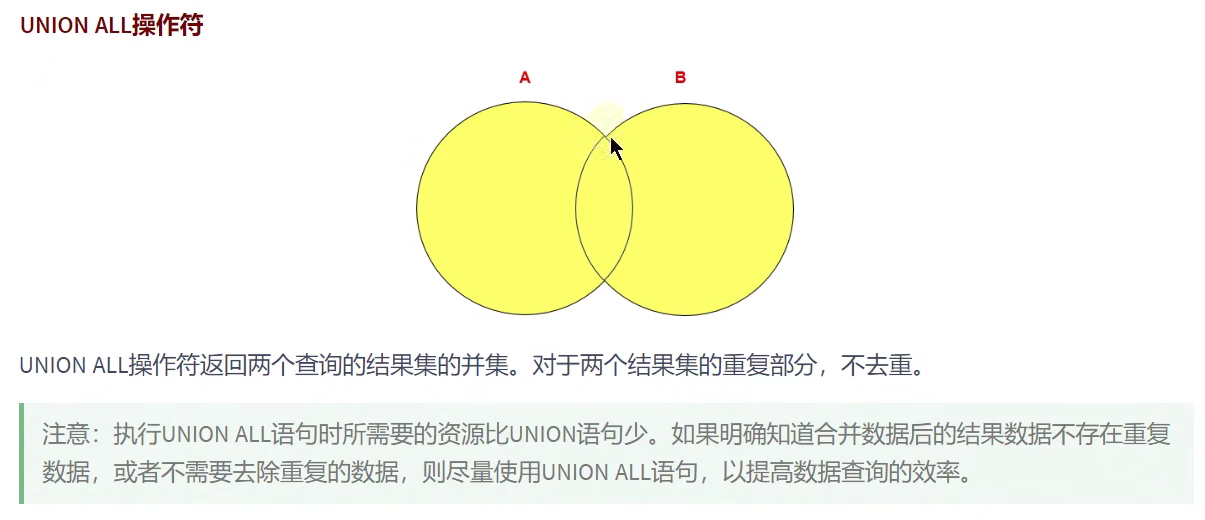 UNION ALL操作符
A
B
UNION ALL操作符返回两个查询的结果集的并集。对于两个结果集的重复部分，不去重。
注意：执行UNION ALL语句时所需要的资源比UNION语句少。如果明确知道合并数据后的结果数据不存在重复
数据，或者不需要去除重复的数据，则尽量使用UNION ALL语句，以提高数据查询的效率。